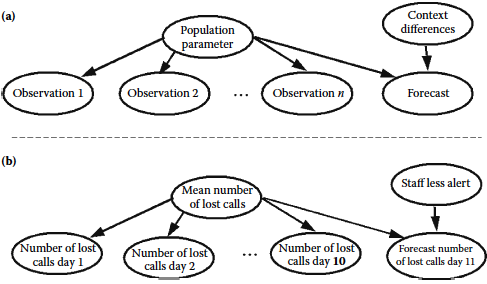 (a)
Population
parameter
Context
differences
Observation 1
Observation 2
...
Observation n
Forecast
(b)
Mean number
of lost calls
Staff less alert
Number of lost
calls day 1
Number of lost
calls day 2
...
Number of lost
calls day 10
Forecast number
of lost calls day 11